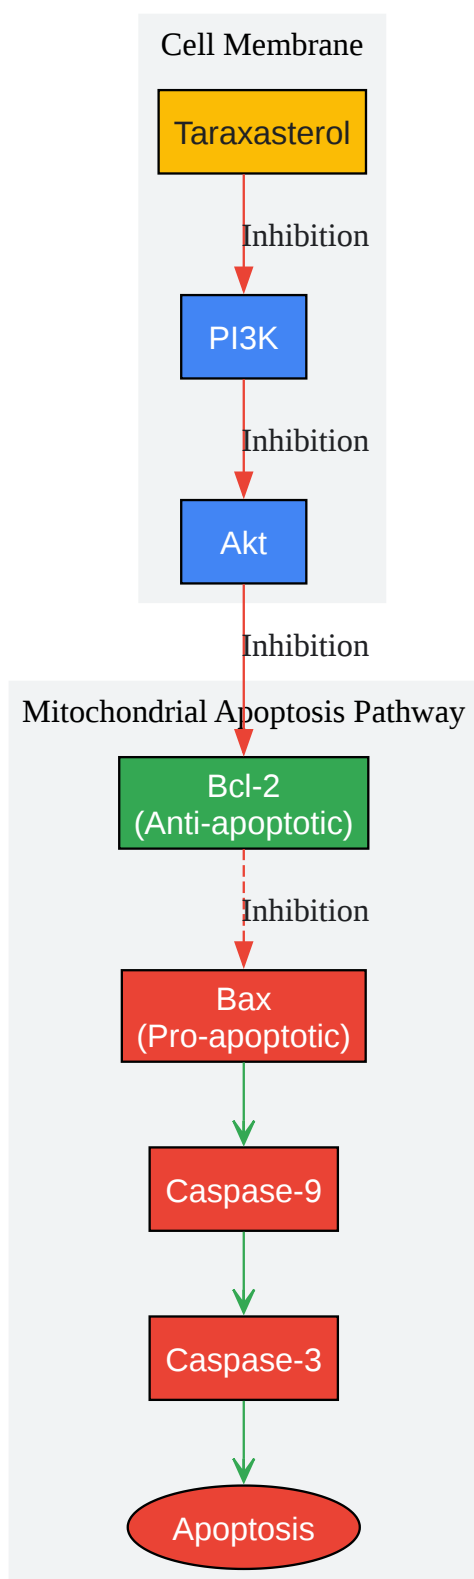 Cell Membrane
Taraxasterol
Inhibition
PI3K
Inhibition
Akt
Inhibition
Mitochondrial Apoptosis Pathway
Bcl-2
(Anti-apoptotic)
Inhibition
Bax
(Pro-apoptotic)
Caspase-9
Caspase-3
Apoptosis